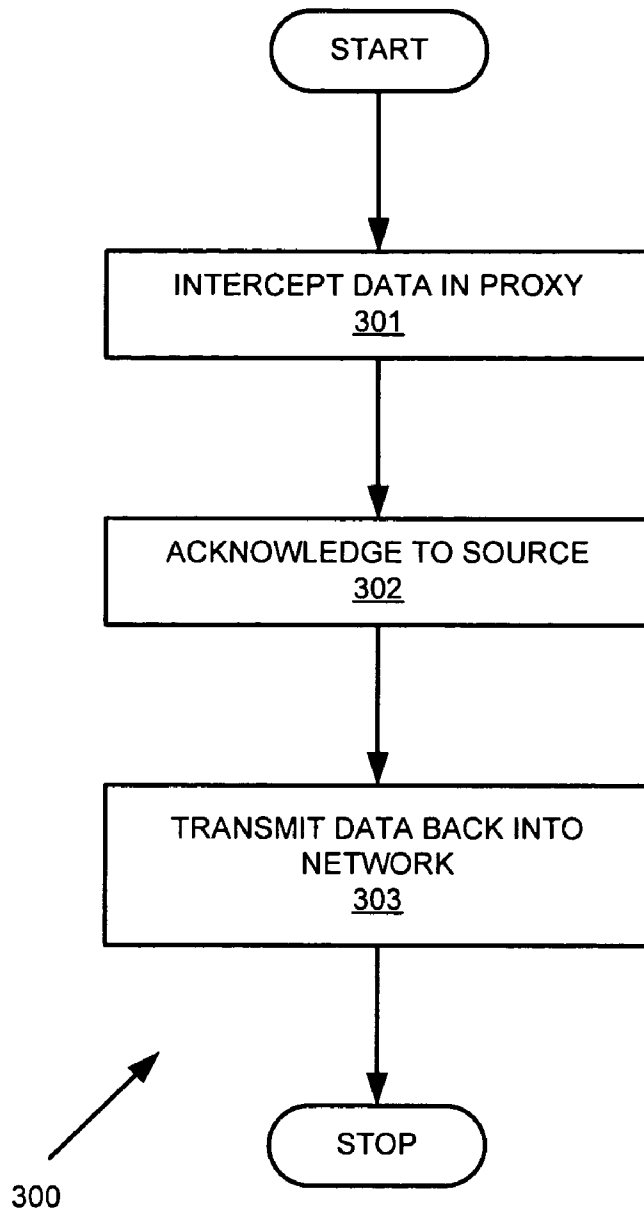 START
INTERCEPT DATA IN PROXY
301
ACKNOWLEDGE TO SOURCE
302
TRANSMIT DATA BACK INTO
NETWORK
303
STOP
300